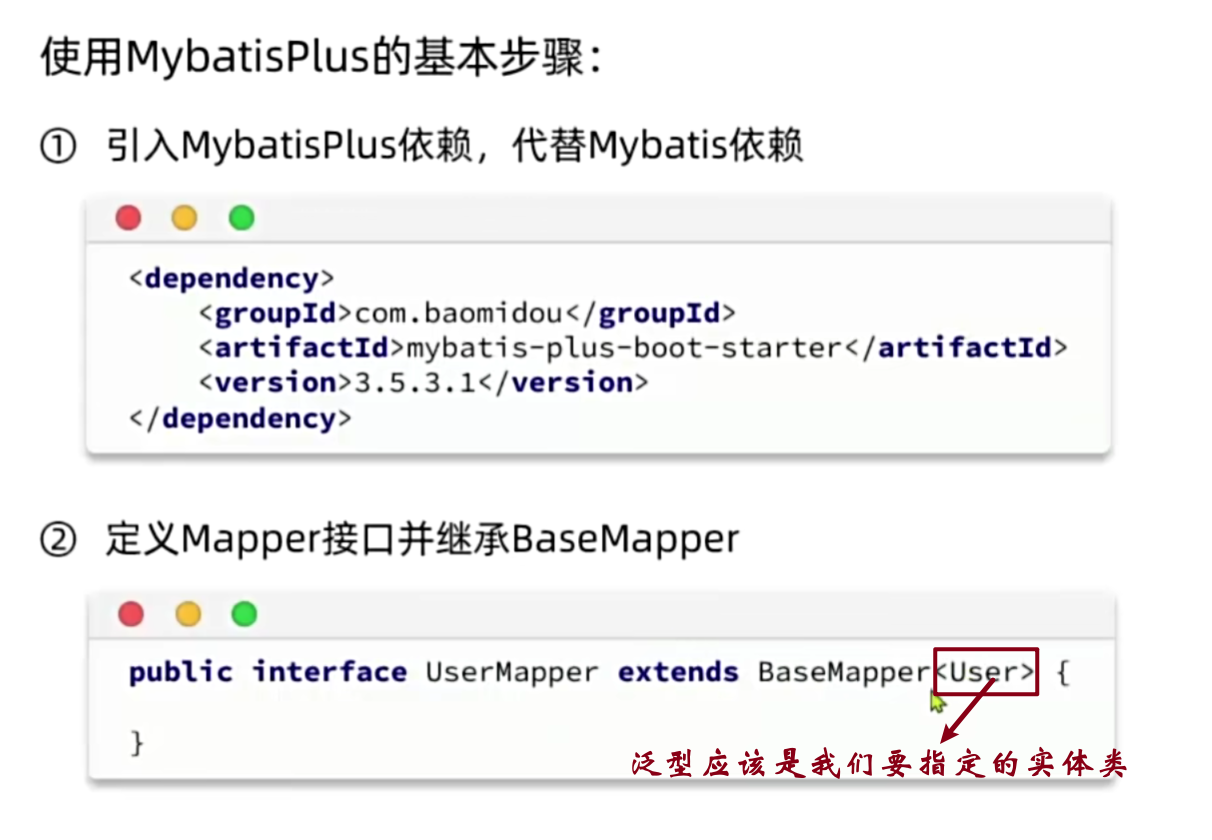 使用MybatisPlus的基本步骤：
① 引入MybatisPlus依赖，代替Mybatis依赖
<dependency>
    <groupId>com.baomidou</groupId>
    <artifactId>mybatis-plus-boot-starter</artifactId>
    <version>3.5.3.1</version>
</dependency>
② 定义Mapper接口并继承BaseMapper
public interface UserMapper extends BaseMapper<User> {
}
泛型应该是我们要指定的实体类